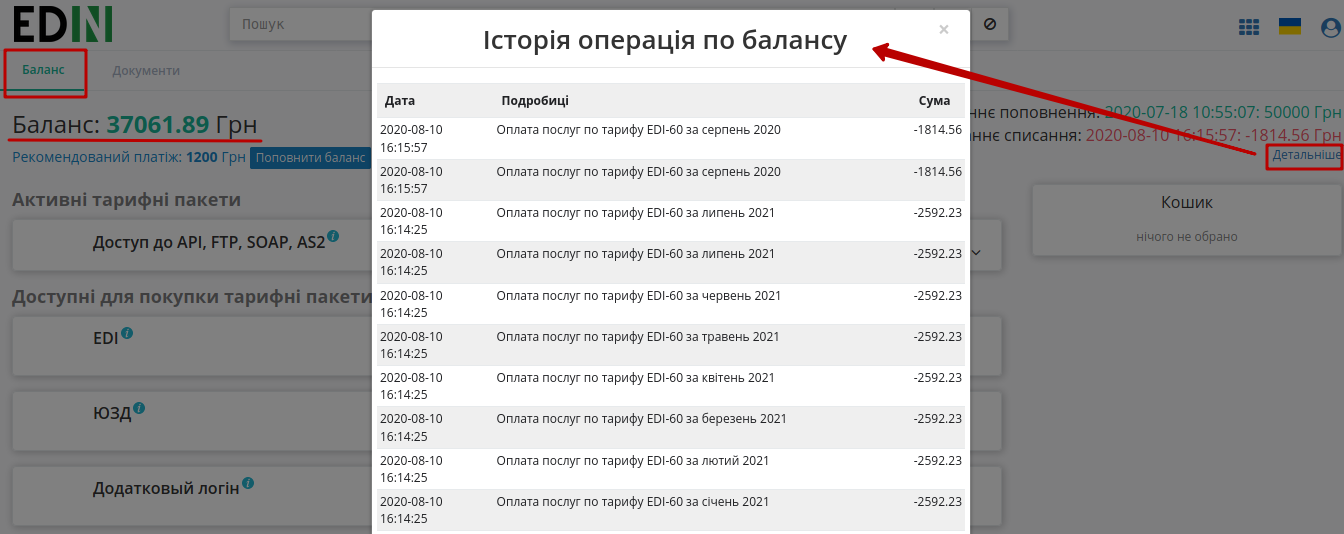 EDIN
Пошук
Баланс
Документи
Баланс: 37061.89 Грн
Рекомендований платіж: 1200 Грн Поповнити баланс
нє поповнення: 2020-07-18 10:55:07: 50000 Грн
ннє списання: 2020-08-10 16:15:57: -1814.56 Грн
Детальніше
Активні тарифні пакети
Доступ до API, FTP, SOAP, AS2
Доступні для покупки тарифні пакети
EDI
ЮЗД
Додатковый логін
Кошик
нічого не обрано
Історія операція по балансу
×
Дата Подробиці Сума
2020-08-10 Оплата послуг по тарифу EDI-60 за серпень 2020 -1814.56
16:15:57
2020-08-10 Оплата послуг по тарифу EDI-60 за серпень 2020 -1814.56
16:15:57
2020-08-10 Оплата послуг по тарифу EDI-60 за липень 2021 -2592.23
16:14:25
2020-08-10 Оплата послуг по тарифу EDI-60 за липень 2021 -2592.23
16:14:25
2020-08-10 Оплата послуг по тарифу EDI-60 за червень 2021 -2592.23
16:14:25
2020-08-10 Оплата послуг по тарифу EDI-60 за травень 2021 -2592.23
16:14:25
2020-08-10 Оплата послуг по тарифу EDI-60 за квітень 2021 -2592.23
16:14:25
2020-08-10 Оплата послуг по тарифу EDI-60 за березень 2021 -2592.23
16:14:25
2020-08-10 Оплата послуг по тарифу EDI-60 за лютий 2021 -2592.23
16:14:25
2020-08-10 Оплата послуг по тарифу EDI-60 за січень 2021 -2592.23
16:14:25